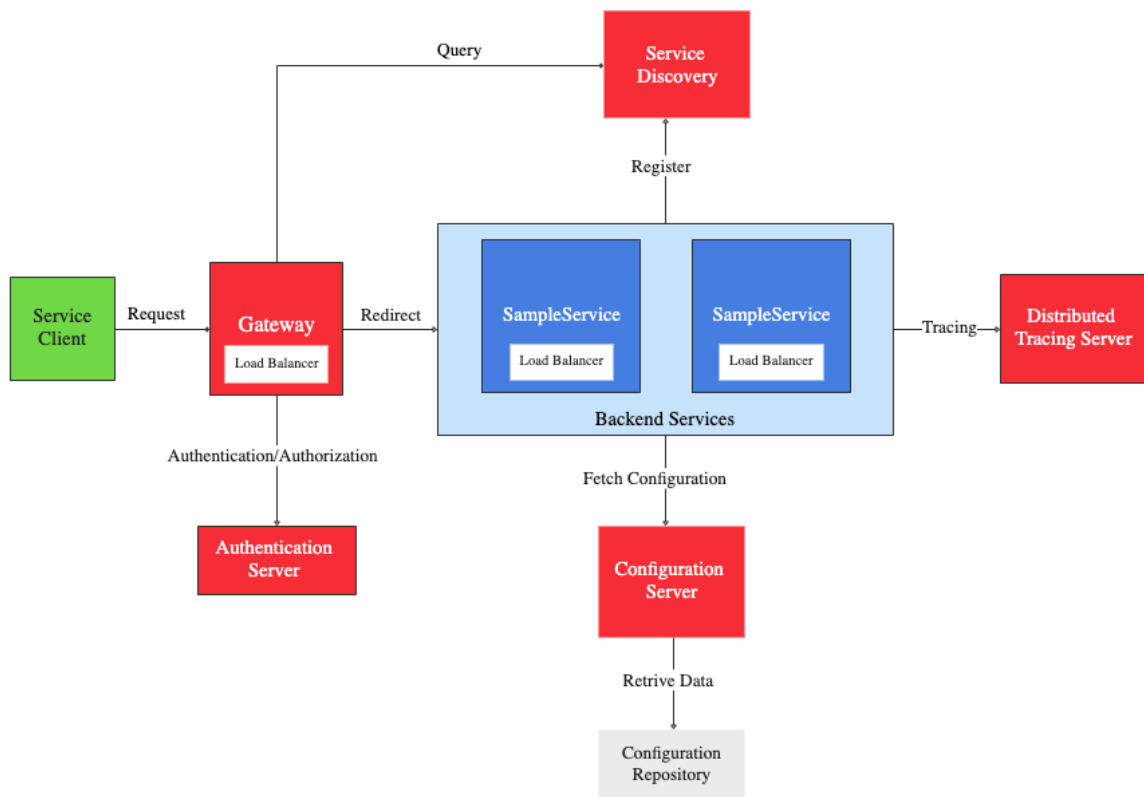 Service
Discovery
Query
Register
SampleService
SampleService
Service
Client
Request
Gateway
Redirect
Tracing
Distributed
Tracing Server
Load Balancer
Load Balancer
Load Balancer
Backend Services
Authentication/Authorization
Fetch Configuration
Authentication
Server
Configuration
Server
Retrive Data
Configuration
Repository